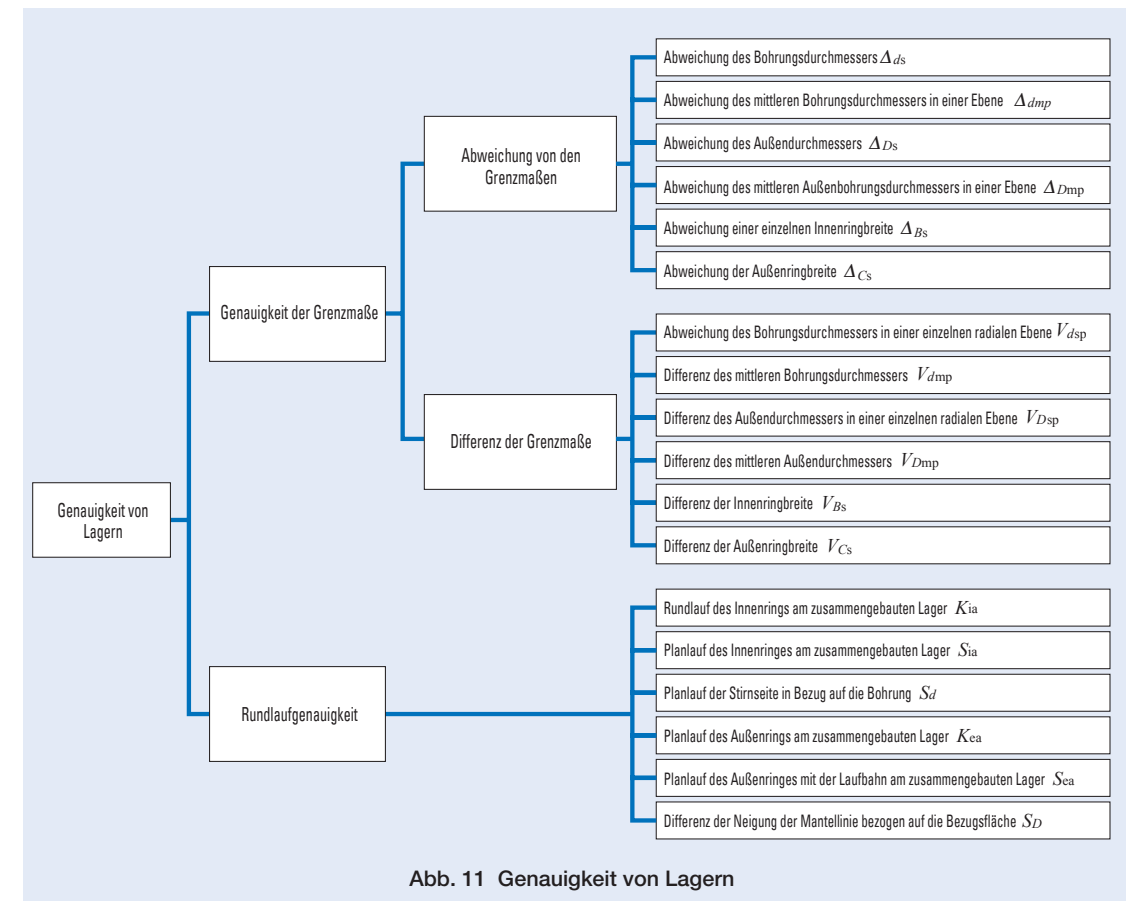 Genauigkeit von
Lagern
Genauigkeit der Grenzmaße
Abweichung von den
Grenzmaßen
Abweichung des Bohrungsdurchmessers Δds
Abweichung des mittleren Bohrungsdurchmessers in einer Ebene Δdmp
Abweichung des Außendurchmessers ΔDs
Abweichung des mittleren Außenbohrungsdurchmessers in einer Ebene ΔDmp
Abweichung einer einzelnen Innenringbreite ΔBs
Abweichung der Außenringbreite ΔCs
Differenz der Grenzmaße
Abweichung des Bohrungsdurchmessers in einer einzelnen radialen Ebene Vdsp
Differenz des mittleren Bohrungsdurchmessers Vdmp
Differenz des Außendurchmessers in einer einzelnen radialen Ebene VDsp
Differenz des mittleren Außendurchmessers VDmp
Differenz der Innenringbreite VBs
Differenz der Außenringbreite VCs
Rundlaufgenauigkeit
Rundlauf des Innenrings am zusammengebauten Lager Kia
Planlauf des Innenringes am zusammengebauten Lager Sia
Planlauf der Stirnseite in Bezug auf die Bohrung Sd
Planlauf des Außenrings am zusammengebauten Lager Kea
Planlauf des Außenringes mit der Laufbahn am zusammengebauten Lager Sea
Differenz der Neigung der Mantellinie bezogen auf die Bezugsfläche SD
Abb. 11 Genauigkeit von Lagern